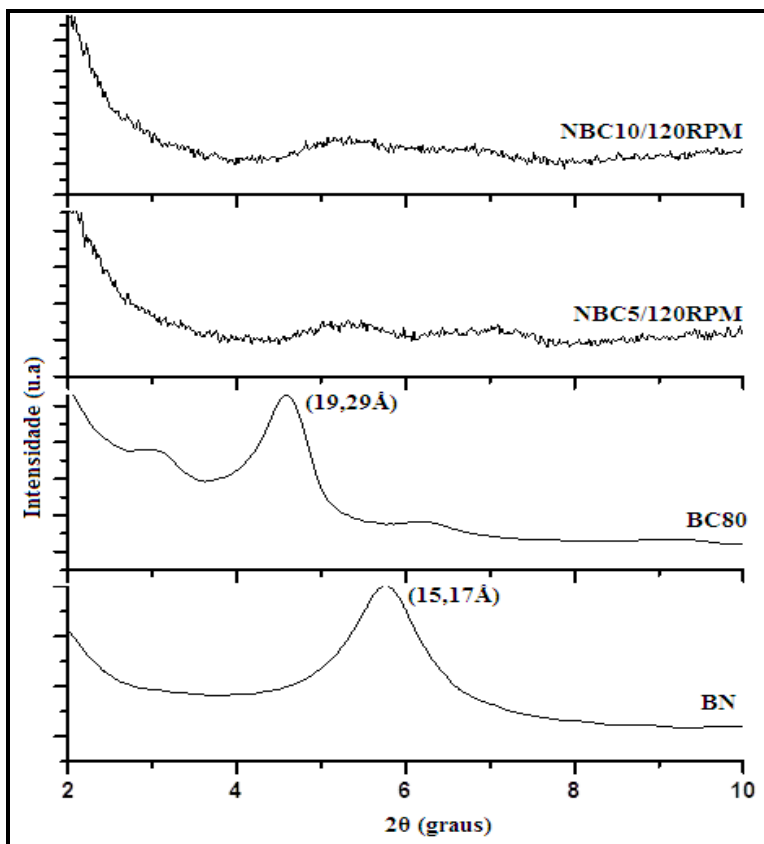 NBC10/120RPM
NBC5/120RPM
(19,29Å)
BC80
(15,17Å)
BN
Intensidade (u.a)
2
4
6
8
10
2θ (graus)